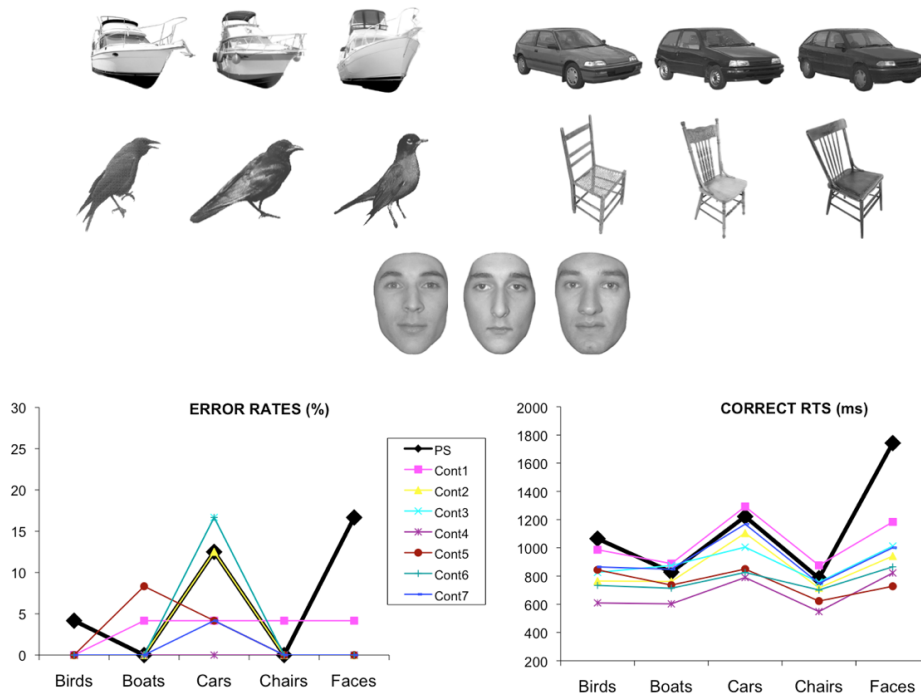 ERROR RATES (%)
30
25
20
15
10
5
0
Birds Boats Cars Chairs Faces
PS
Cont1
Cont2
Cont3
Cont4
Cont5
Cont6
Cont7
CORRECT RTS (ms)
2000
1800
1600
1400
1200
1000
800
600
400
200
Birds Boats Cars Chairs Faces